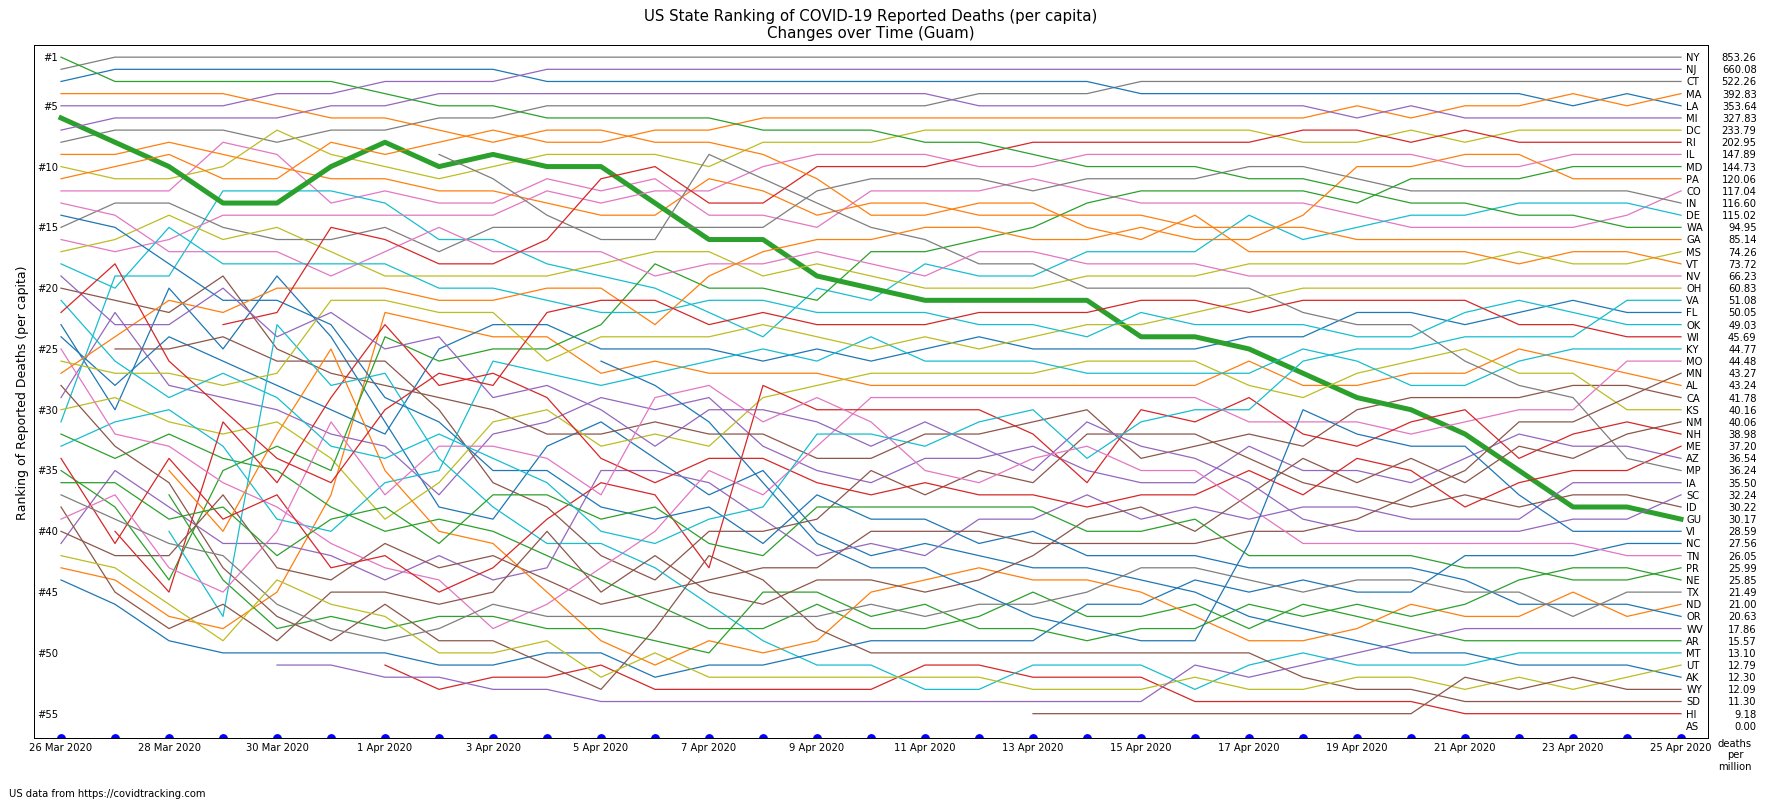 US State Ranking of COVID-19 Reported Deaths (per capita)
Changes over Time (Guam)
Ranking of Reported Deaths (per capita)
#1
#5
#10
#15
#20
#25
#30
#35
#40
#45
#50
#55
NY 853.26
NJ 660.08
CT 522.26
MA 392.83
LA 353.64
MI 327.83
DC 233.79
RI 202.95
IL 147.89
MD 144.73
PA 120.06
CO 117.04
IN 116.60
DE 115.02
WA 94.95
GA 85.14
MS 74.26
VT 73.72
NV 66.23
OH 60.83
VA 51.08
FL 50.05
OK 49.03
WI 45.69
KY 44.77
MO 44.48
MN 43.27
AL 43.24
CA 41.78
KS 40.16
NM 40.06
NH 38.98
ME 37.20
AZ 36.54
MP 36.24
IA 35.50
SC 32.24
ID 30.22
GU 30.17
VI 28.59
NC 27.56
TN 26.05
PR 25.99
NE 25.85
TX 21.49
ND 21.00
OR 20.63
WV 17.86
AR 15.57
MT 13.10
UT 12.79
AK 12.30
WY 12.09
SD 11.30
HI 9.18
AS 0.00
26 Mar 2020 28 Mar 2020 30 Mar 2020 1 Apr 2020 3 Apr 2020 5 Apr 2020 7 Apr 2020 9 Apr 2020 11 Apr 2020 13 Apr 2020 15 Apr 2020 17 Apr 2020 19 Apr 2020 21 Apr 2020 23 Apr 2020 25 Apr 2020
deaths
per
million
US data from https://covidtracking.com